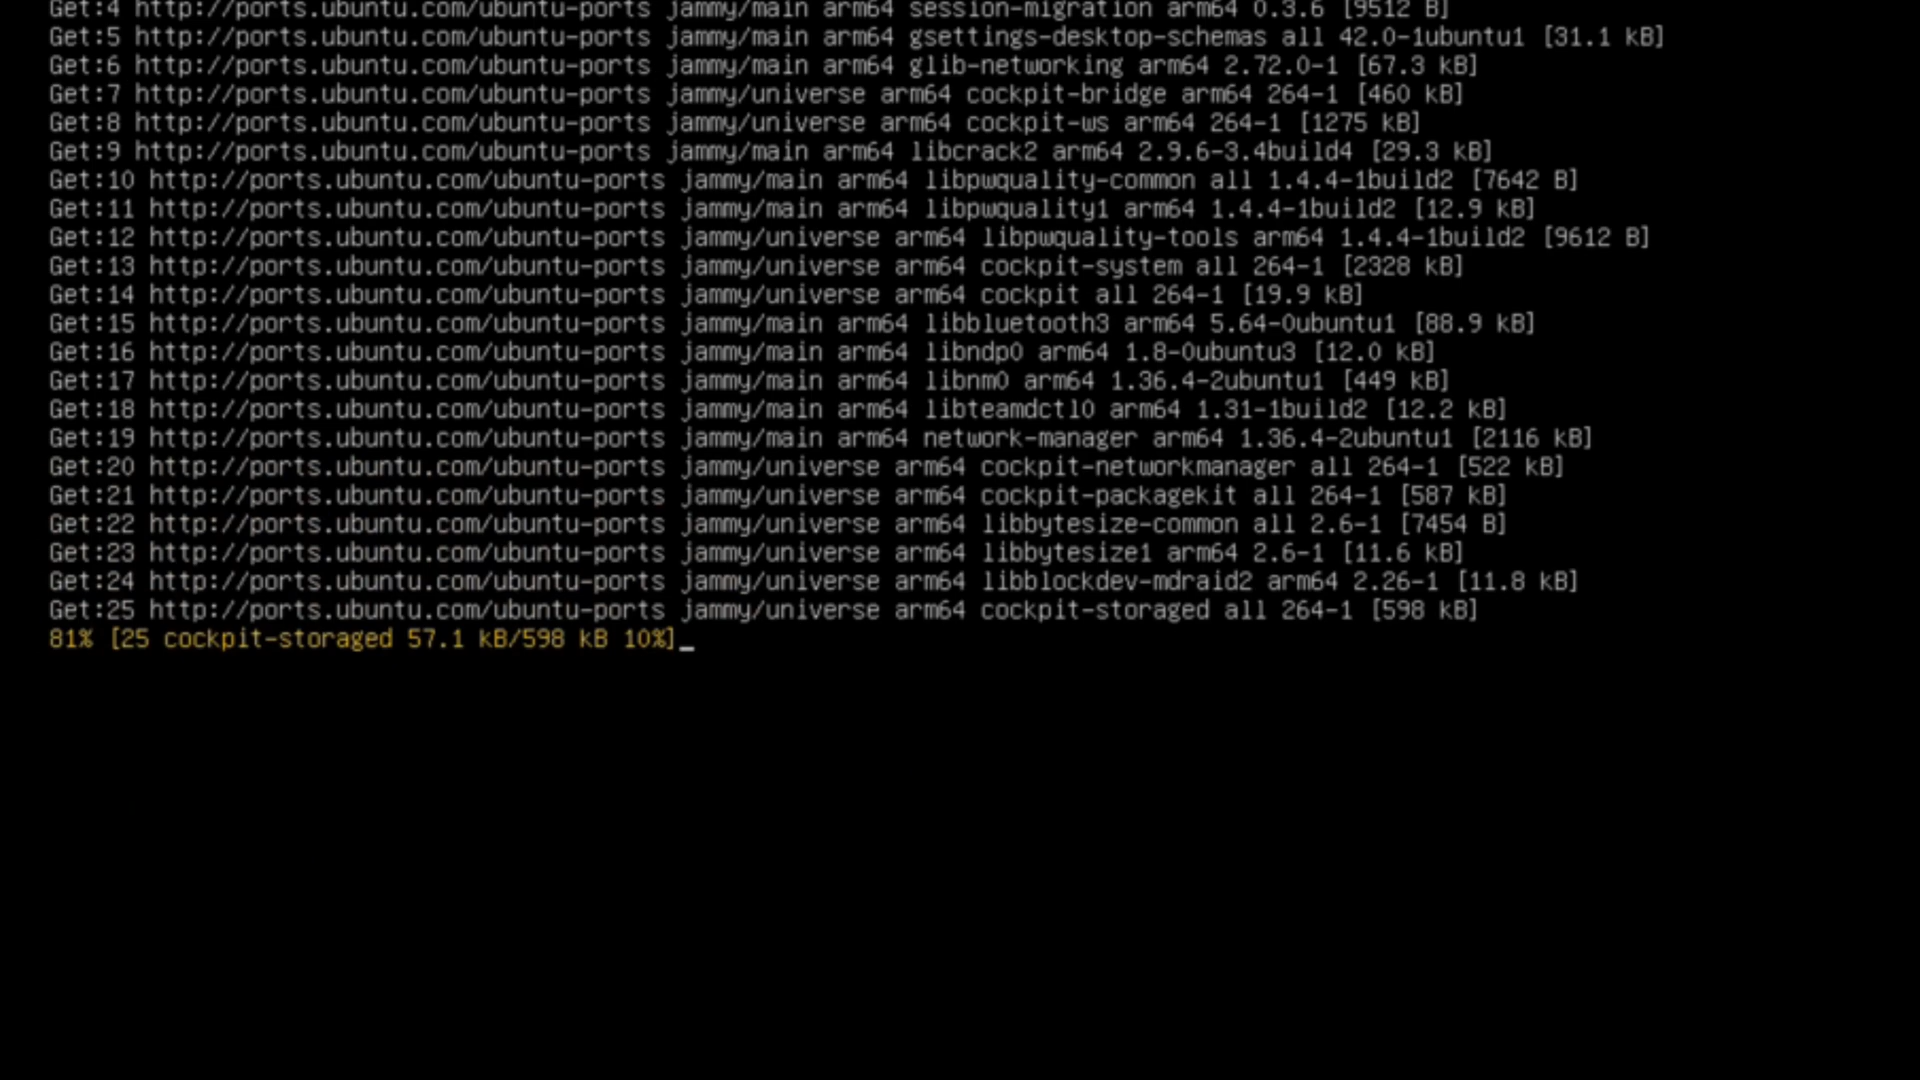 Get:4 http://ports.ubuntu.com/ubuntu-ports jammy/main arm64 session-migration arm64 0.3.6 [9512 B]
Get:5 http://ports.ubuntu.com/ubuntu-ports jammy/main arm64 gsettings-desktop-schemas all 42.0-1ubuntu1 [31.1 kB]
Get:6 http://ports.ubuntu.com/ubuntu-ports jammy/main arm64 glib-networking arm64 2.72.0-1 [67.3 kB]
Get:7 http://ports.ubuntu.com/ubuntu-ports jammy/universe arm64 cockpit-bridge arm64 264-1 [460 kB]
Get:8 http://ports.ubuntu.com/ubuntu-ports jammy/universe arm64 cockpit-ws arm64 264-1 [1275 kB]
Get:9 http://ports.ubuntu.com/ubuntu-ports jammy/main arm64 libcrack2 arm64 2.9.6-3.4build4 [29.3 kB]
Get:10 http://ports.ubuntu.com/ubuntu-ports jammy/main arm64 libpwquality-common all 1.4.4-1build2 [7642 B]
Get:11 http://ports.ubuntu.com/ubuntu-ports jammy/main arm64 libpwquality1 arm64 1.4.4-1build2 [12.9 kB]
Get:12 http://ports.ubuntu.com/ubuntu-ports jammy/universe arm64 libpwquality-tools arm64 1.4.4-1build2 [9612 B]
Get:13 http://ports.ubuntu.com/ubuntu-ports jammy/universe arm64 cockpit-system all 264-1 [2328 kB]
Get:14 http://ports.ubuntu.com/ubuntu-ports jammy/universe arm64 cockpit all 264-1 [19.9 kB]
Get:15 http://ports.ubuntu.com/ubuntu-ports jammy/main arm64 libbluetooth3 arm64 5.64-0ubuntu1 [88.9 kB]
Get:16 http://ports.ubuntu.com/ubuntu-ports jammy/main arm64 libndp0 arm64 1.8-0ubuntu3 [12.0 kB]
Get:17 http://ports.ubuntu.com/ubuntu-ports jammy/main arm64 libnm0 arm64 1.36.4-2ubuntu1 [449 kB]
Get:18 http://ports.ubuntu.com/ubuntu-ports jammy/main arm64 libteamdctl0 arm64 1.31-1build2 [12.2 kB]
Get:19 http://ports.ubuntu.com/ubuntu-ports jammy/main arm64 network-manager arm64 1.36.4-2ubuntu1 [2116 kB]
Get:20 http://ports.ubuntu.com/ubuntu-ports jammy/universe arm64 cockpit-networkmanager all 264-1 [522 kB]
Get:21 http://ports.ubuntu.com/ubuntu-ports jammy/universe arm64 cockpit-packagekit all 264-1 [587 kB]
Get:22 http://ports.ubuntu.com/ubuntu-ports jammy/universe arm64 libbytesize-common all 2.6-1 [7454 B]
Get:23 http://ports.ubuntu.com/ubuntu-ports jammy/universe arm64 libbytesize1 arm64 2.6-1 [11.6 kB]
Get:24 http://ports.ubuntu.com/ubuntu-ports jammy/universe arm64 libblockdev-mdraid2 arm64 2.26-1 [11.8 kB]
Get:25 http://ports.ubuntu.com/ubuntu-ports jammy/universe arm64 cockpit-storaged all 264-1 [598 kB]
81% [25 cockpit-storaged 57.1 kB/598 kB 10%]